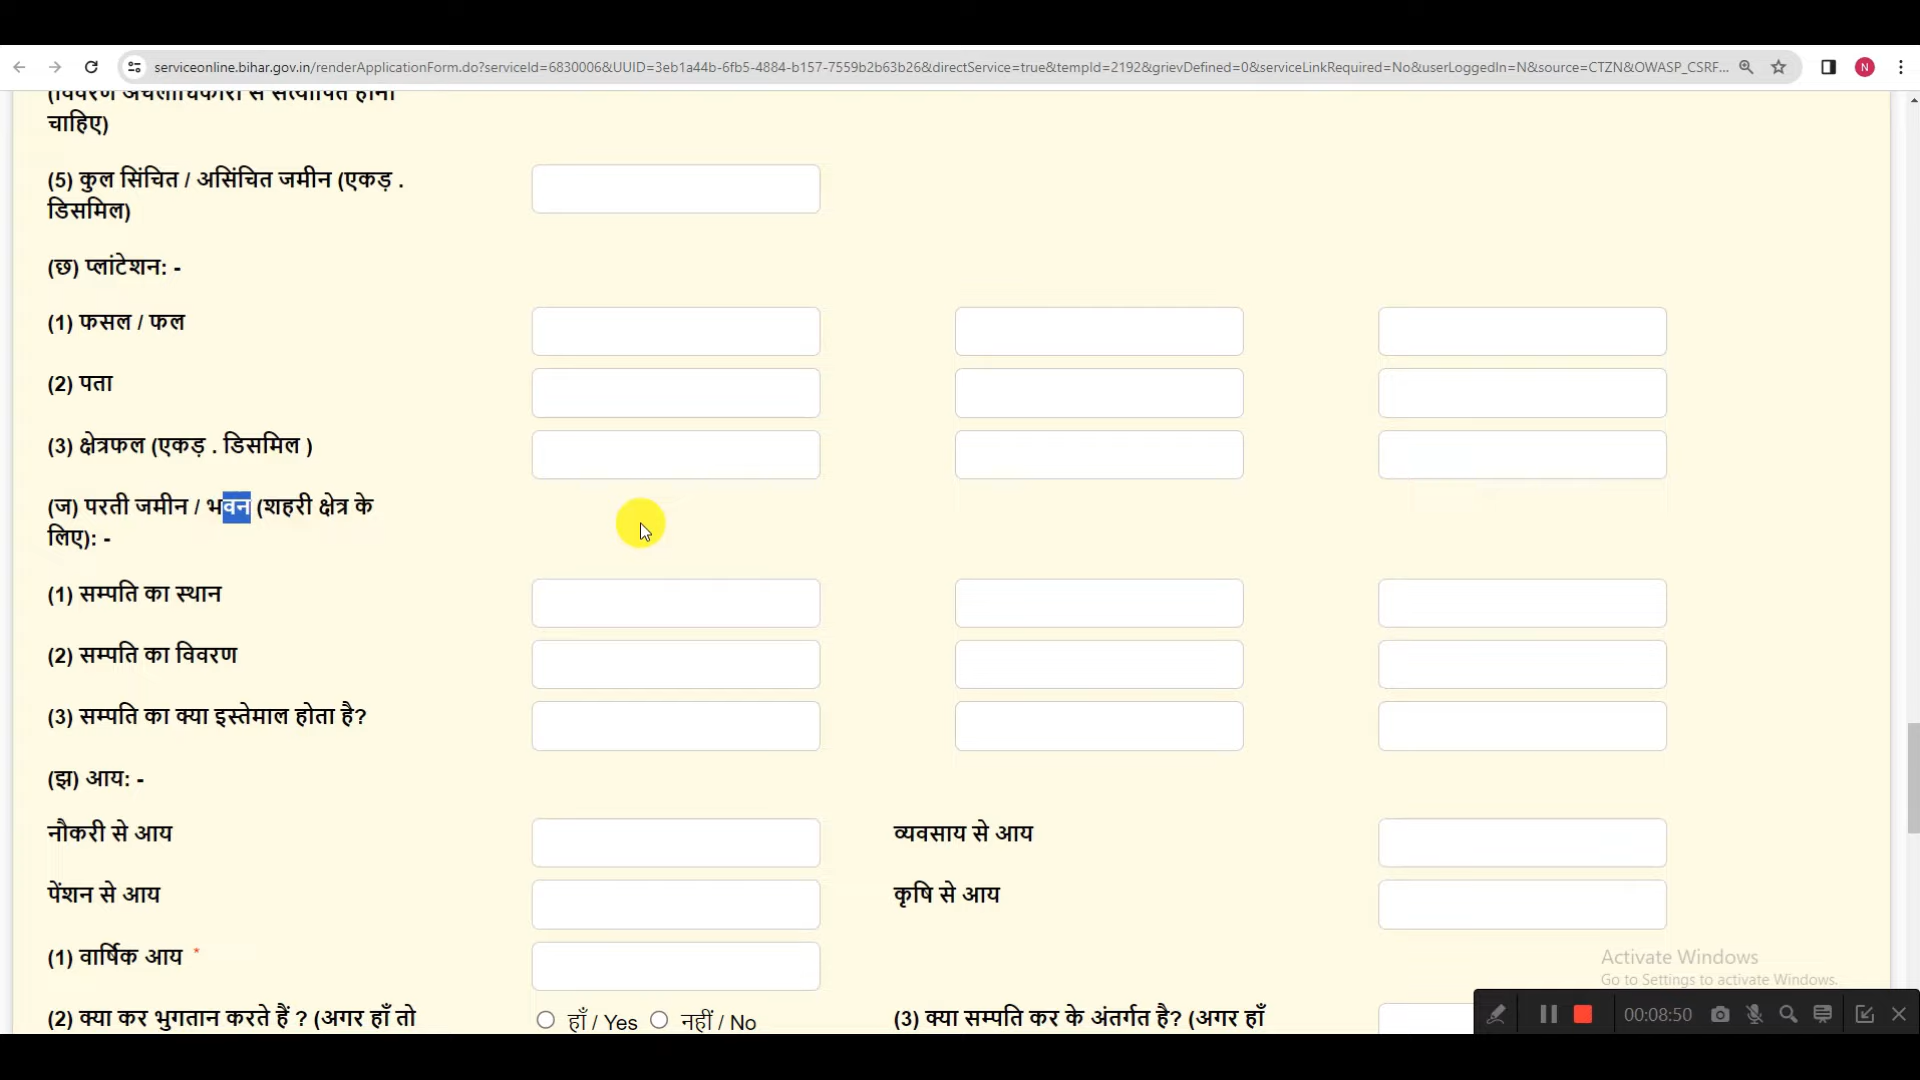 serviceonline.bihar.gov.in/renderApplicationForm.do?serviceId=6830006&UUID=3eb1a44b-6fb5-4884-b157-7559b2b63b26&directService=true&tempId=2192&grievDefined=0&serviceLinkRequired=No&userLoggedIn=N&source=CTZN&OWASP_CSRF...
N
(विवरण अंचलाधिकारी से सत्यापित होना
चाहिए)
(5) कुल सिंचित / असिंचित जमीन (एकड़ .
डिसमिल)
(छ) प्लांटेशन: -
(1) फसल / फल
(2) पता
(3) क्षेत्रफल (एकड़ . डिसमिल )
(ज) परती जमीन / भवन (शहरी क्षेत्र के
लिए): -
(1) सम्पति का स्थान
(2) सम्पति का विवरण
(3) सम्पति का क्या इस्तेमाल होता है?
(झ) आय: -
नौकरी से आय व्यवसाय से आय
पेंशन से आय कृषि से आय
(1) वार्षिक आय *
Activate Windows
Go to Settings to activate Windows.
(2) क्या कर भुगतान करते हैं ? (अगर हाँ तो हाँ / Yes नहीं / No (3) क्या सम्पति कर के अंतर्गत है? (अगर हाँ
00:08:50